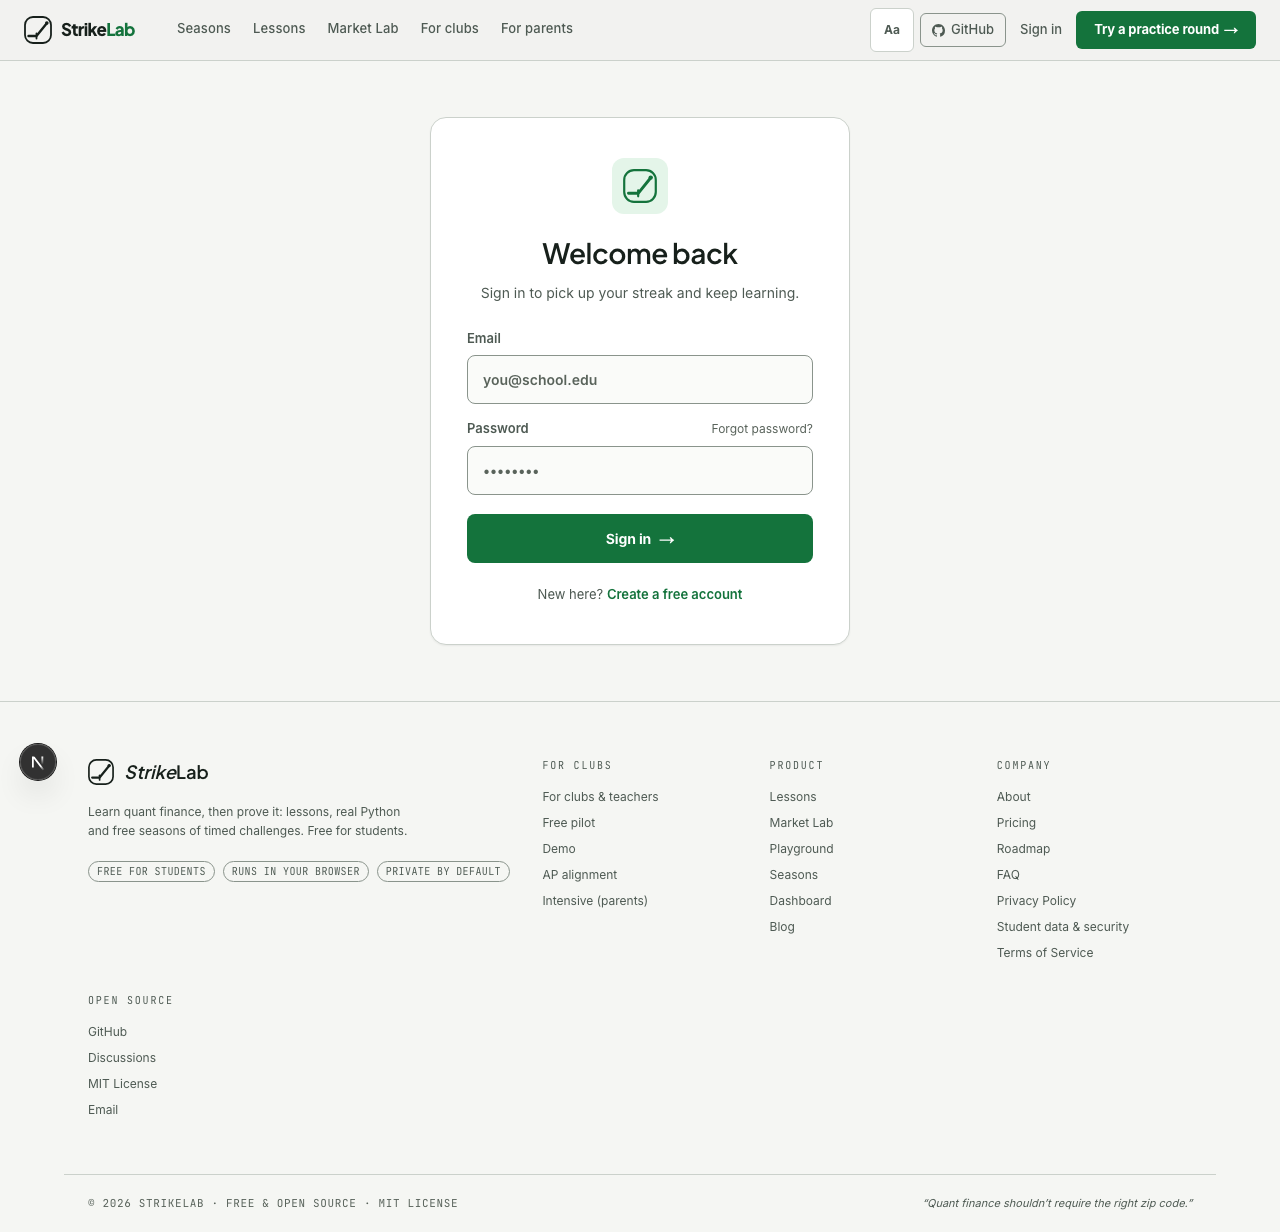 StrikeLab
Seasons
Lessons
Market Lab
For clubs
For parents
Aa
GitHub
Sign in
Try a practice round →
Welcome back
Sign in to pick up your streak and keep learning.
Email
you@school.edu
Password
Forgot password?
••••••••
Sign in →
New here? Create a free account
N
StrikeLab
Learn quant finance, then prove it: lessons, real Python
and free seasons of timed challenges. Free for students.
FREE FOR STUDENTS
RUNS IN YOUR BROWSER
PRIVATE BY DEFAULT
FOR CLUBS
For clubs & teachers
Free pilot
Demo
AP alignment
Intensive (parents)
PRODUCT
Lessons
Market Lab
Playground
Seasons
Dashboard
Blog
COMPANY
About
Pricing
Roadmap
FAQ
Privacy Policy
Student data & security
Terms of Service
OPEN SOURCE
GitHub
Discussions
MIT License
Email
© 2026 STRIKELAB · FREE & OPEN SOURCE · MIT LICENSE
“Quant finance shouldn’t require the right zip code.”